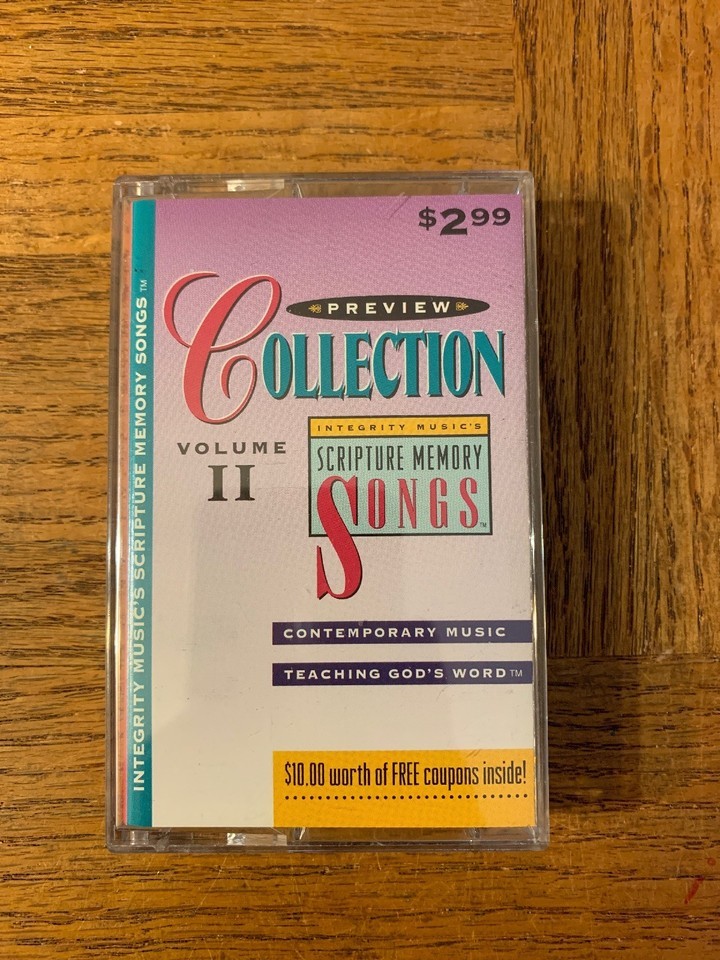 $2.99
PREVIEW
COLLECTION
VOLUME
II
INTEGRITY MUSIC'S
SCRIPTURE MEMORY
SONGS™
CONTEMPORARY MUSIC
TEACHING GOD'S WORD™
$10.00 worth of FREE coupons inside!
INTEGRITY MUSIC'S SCRIPTURE MEMORY SONGS™